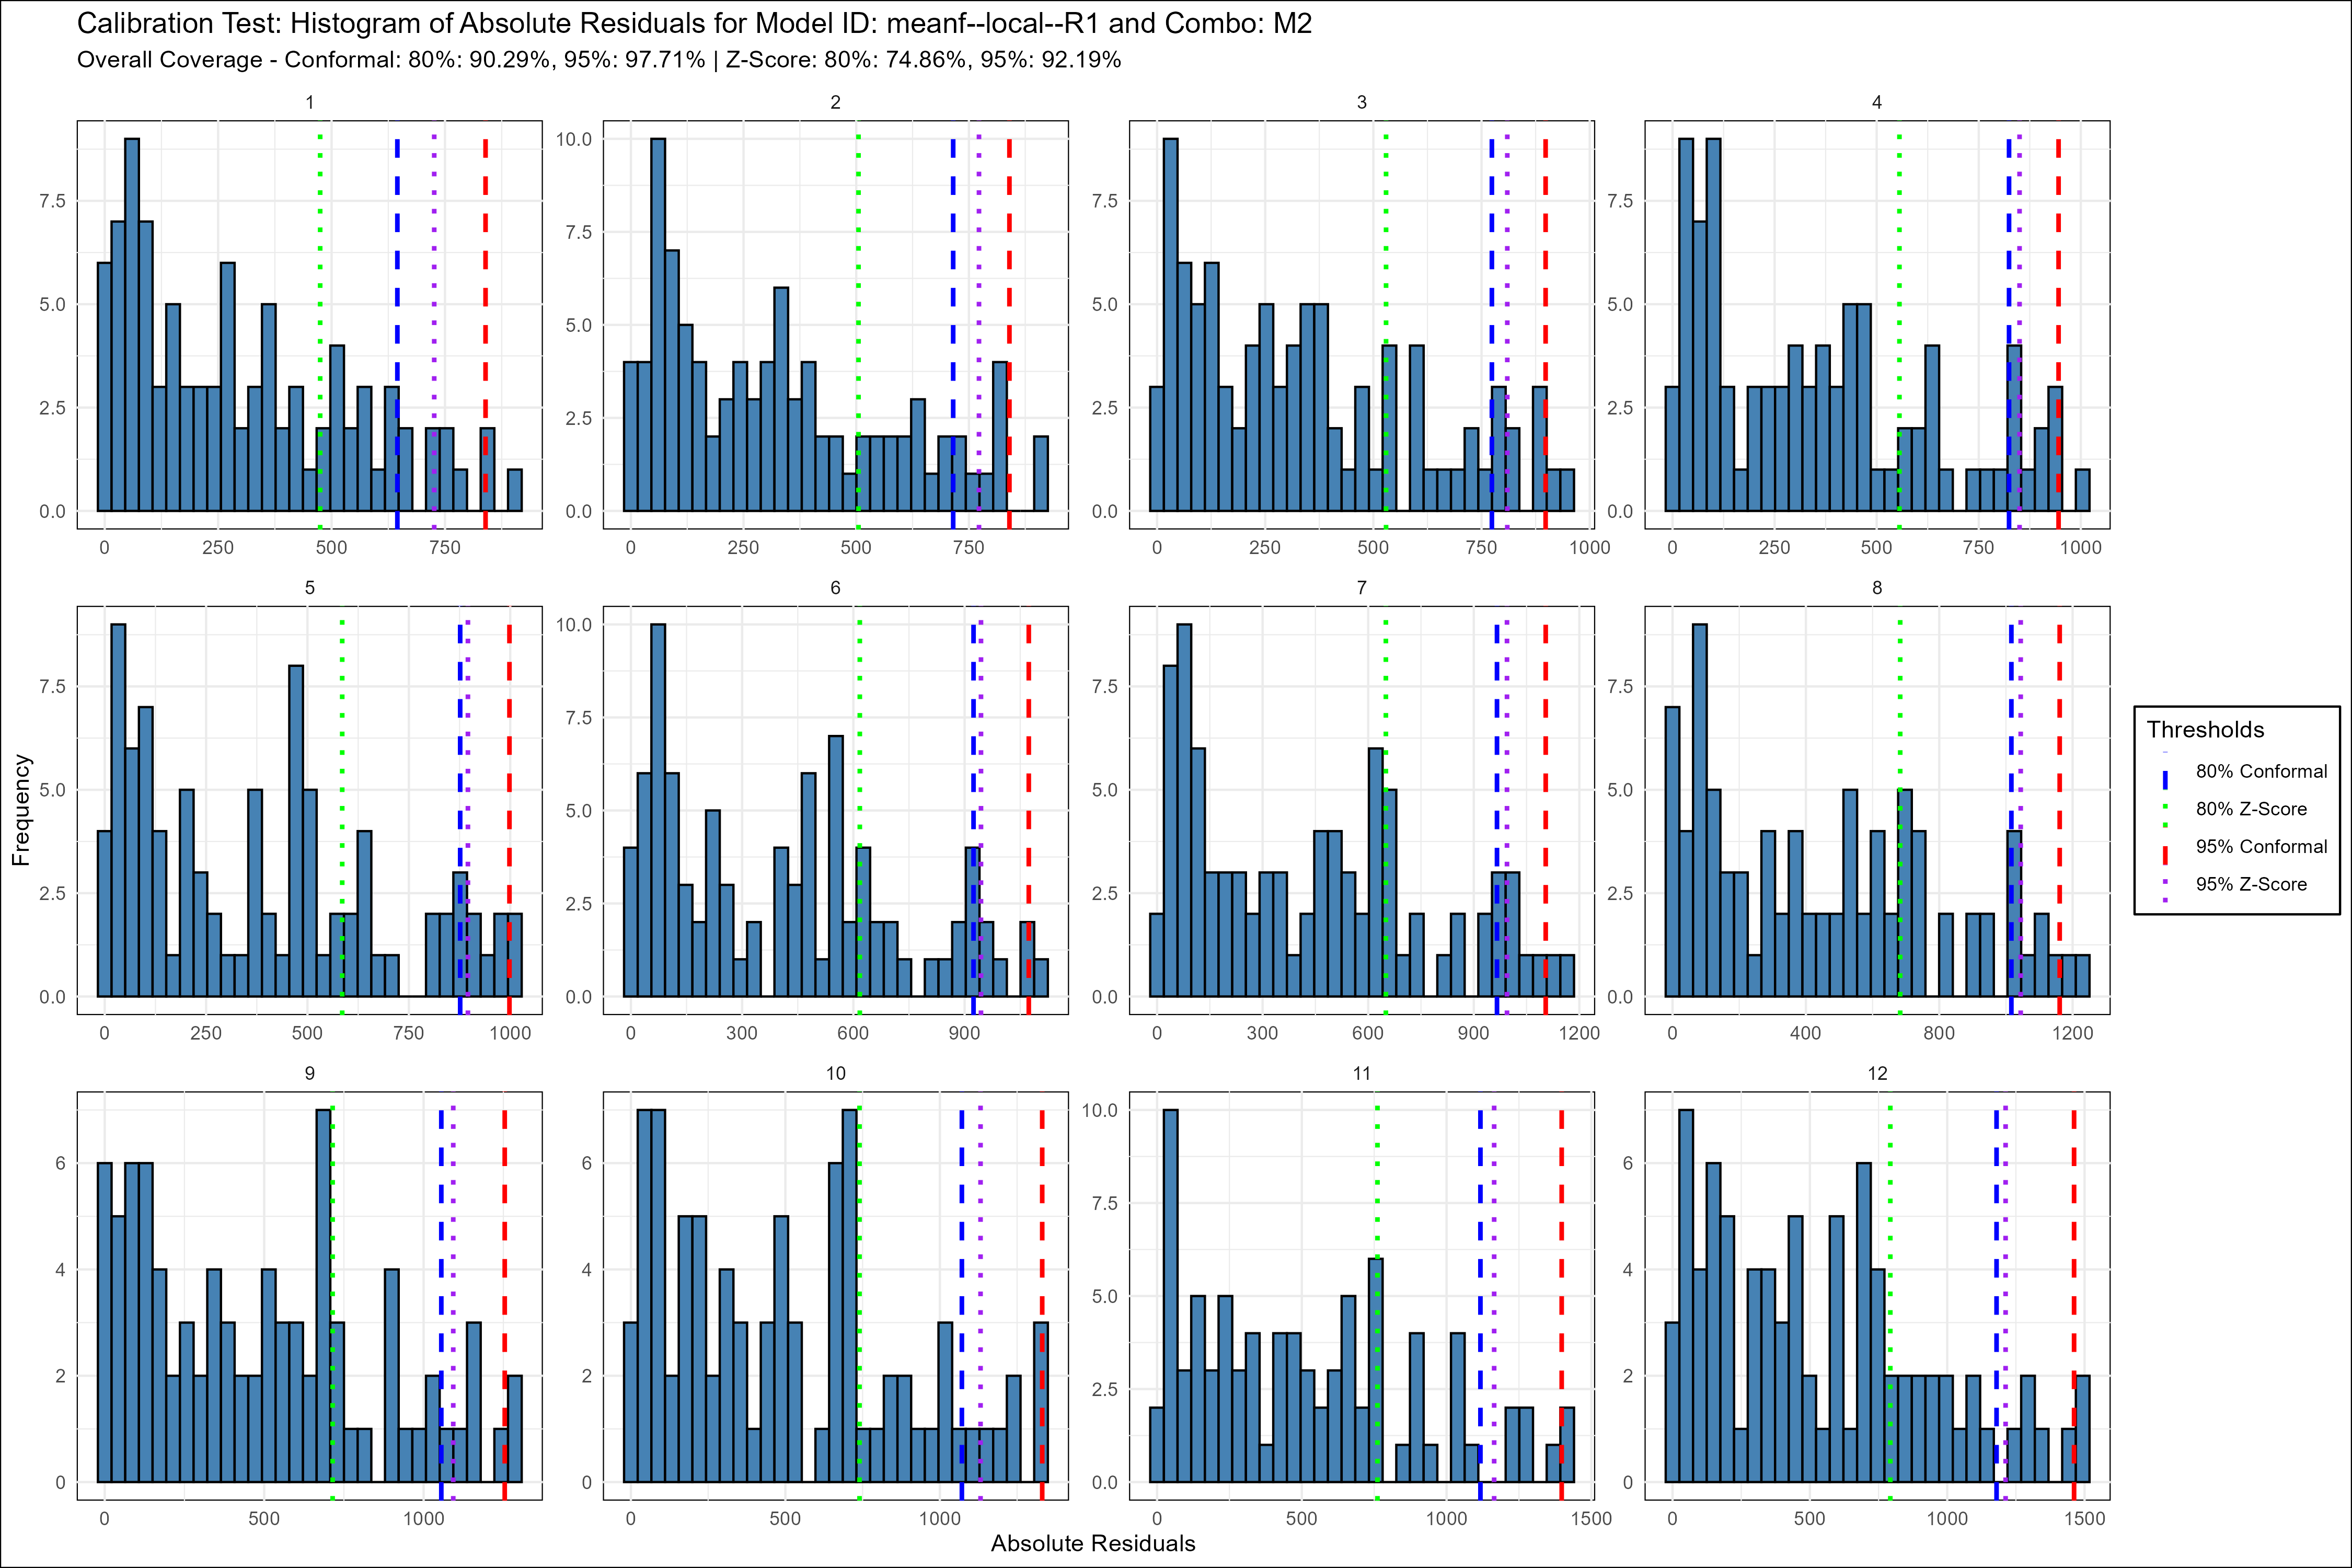 Calibration Test: Histogram of Absolute Residuals for Model ID: meanf--local--R1 and Combo: M2
Overall Coverage - Conformal: 80%: 90.29%, 95%: 97.71% | Z-Score: 80%: 74.86%, 95%: 92.19%
1 2 3 4
7.5 10.0 7.5 7.5
5.0 7.5 5.0 5.0
2.5 5.0 2.5 2.5
0.0 2.5 0.0 0.0
0.0
0 250 500 750 0 250 500 750 0 250 500 750 1000 0 250 500 750 1000
5 6 7 8
7.5 10.0 7.5 7.5
5.0 7.5 5.0 5.0
2.5 5.0 2.5 2.5
0.0 2.5 0.0 0.0
0.0
0 250 500 750 1000 0 300 600 900 0 300 600 900 1200 0 400 800 1200
9 10 11 12
6 6 10.0 6
4 4 7.5 4
2 2 5.0 2
0 0 2.5 0
0.0
0 500 1000 0 500 1000 0 500 1000 1500 0 500 1000 1500
Frequency
Absolute Residuals
Thresholds
80% Conformal
80% Z-Score
95% Conformal
95% Z-Score